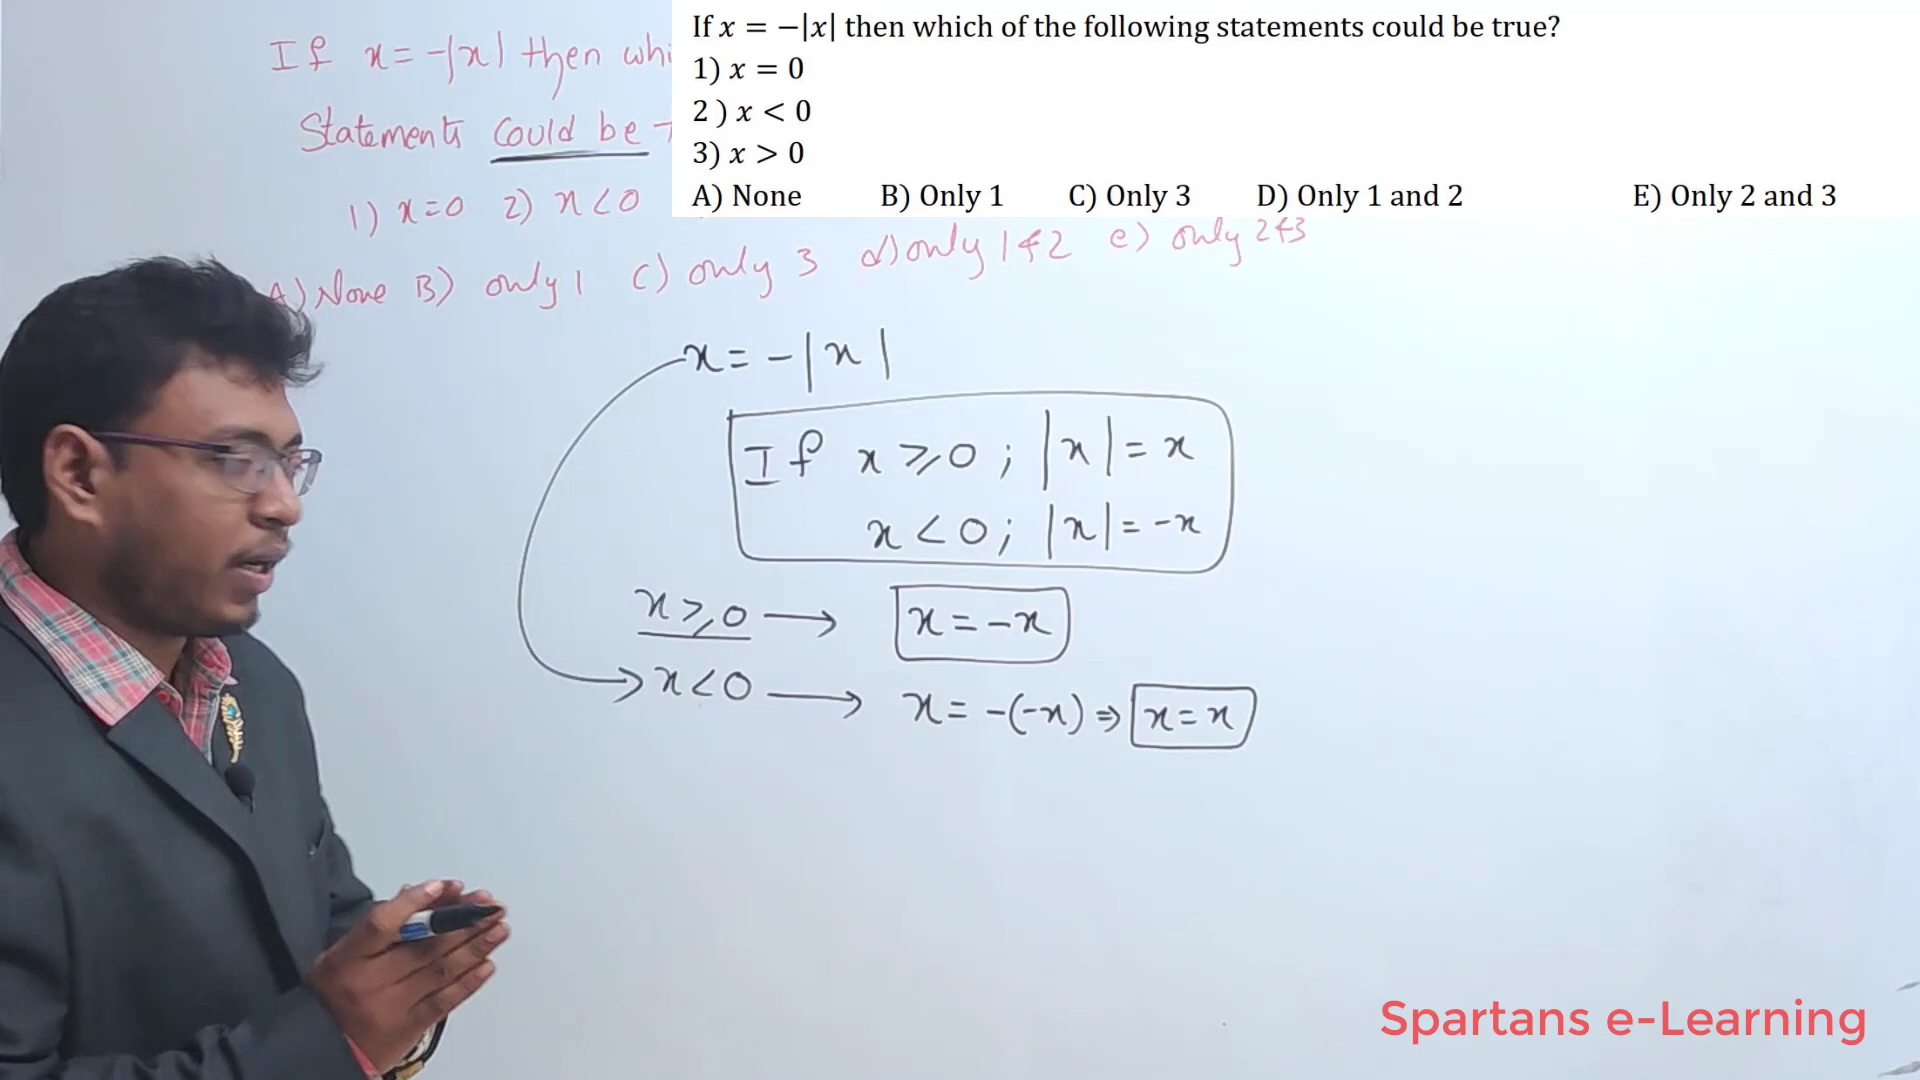 If x = −|x| then which of the following statements could be true?
1) x = 0
2 ) x < 0
3) x > 0
A) None B) Only 1 C) Only 3 D) Only 1 and 2 E) Only 2 and 3
If x = -|x| then whi
Statements could be
1) x=0 2) x<0
A) None B) only 1 C) only 3 d) only 1 & 2 e) only 2 & 3
x = -|x|
If x ⩾ 0 ; |x| = x
x < 0 ; |x| = -x
x ⩾ 0 → x = -x
x < 0 → x = -(-x) ⇒ x = x
Spartans e-Learning